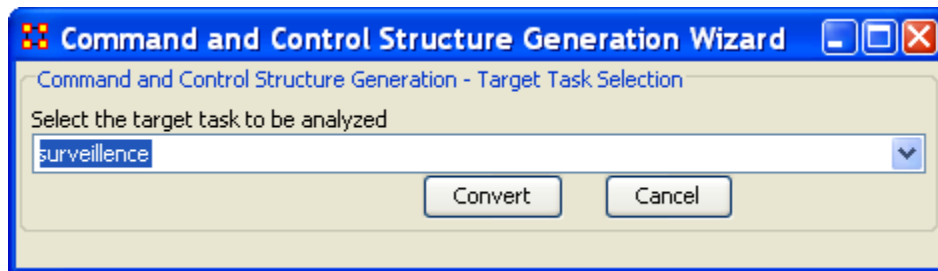 Command and Control Structure Generation Wizard
Command and Control Structure Generation - Target Task Selection
Select the target task to be analyzed
surveillence
Convert Cancel